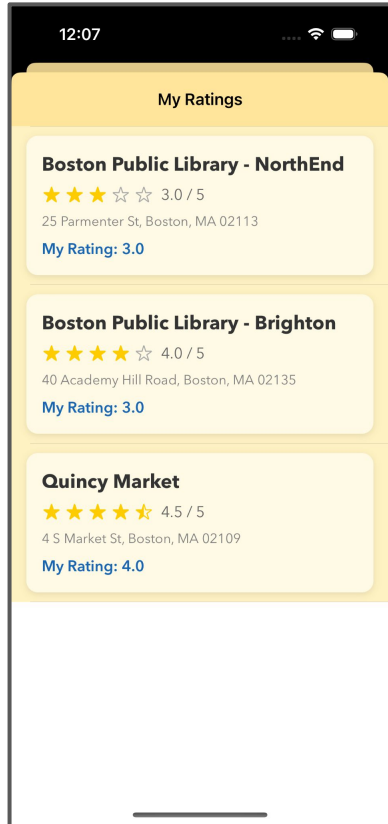 12:07
My Ratings
Boston Public Library - NorthEnd
3.0 / 5
25 Parmenter St, Boston, MA 02113
My Rating: 3.0
Boston Public Library - Brighton
4.0 / 5
40 Academy Hill Road, Boston, MA 02135
My Rating: 3.0
Quincy Market
4.5 / 5
4 S Market St, Boston, MA 02109
My Rating: 4.0